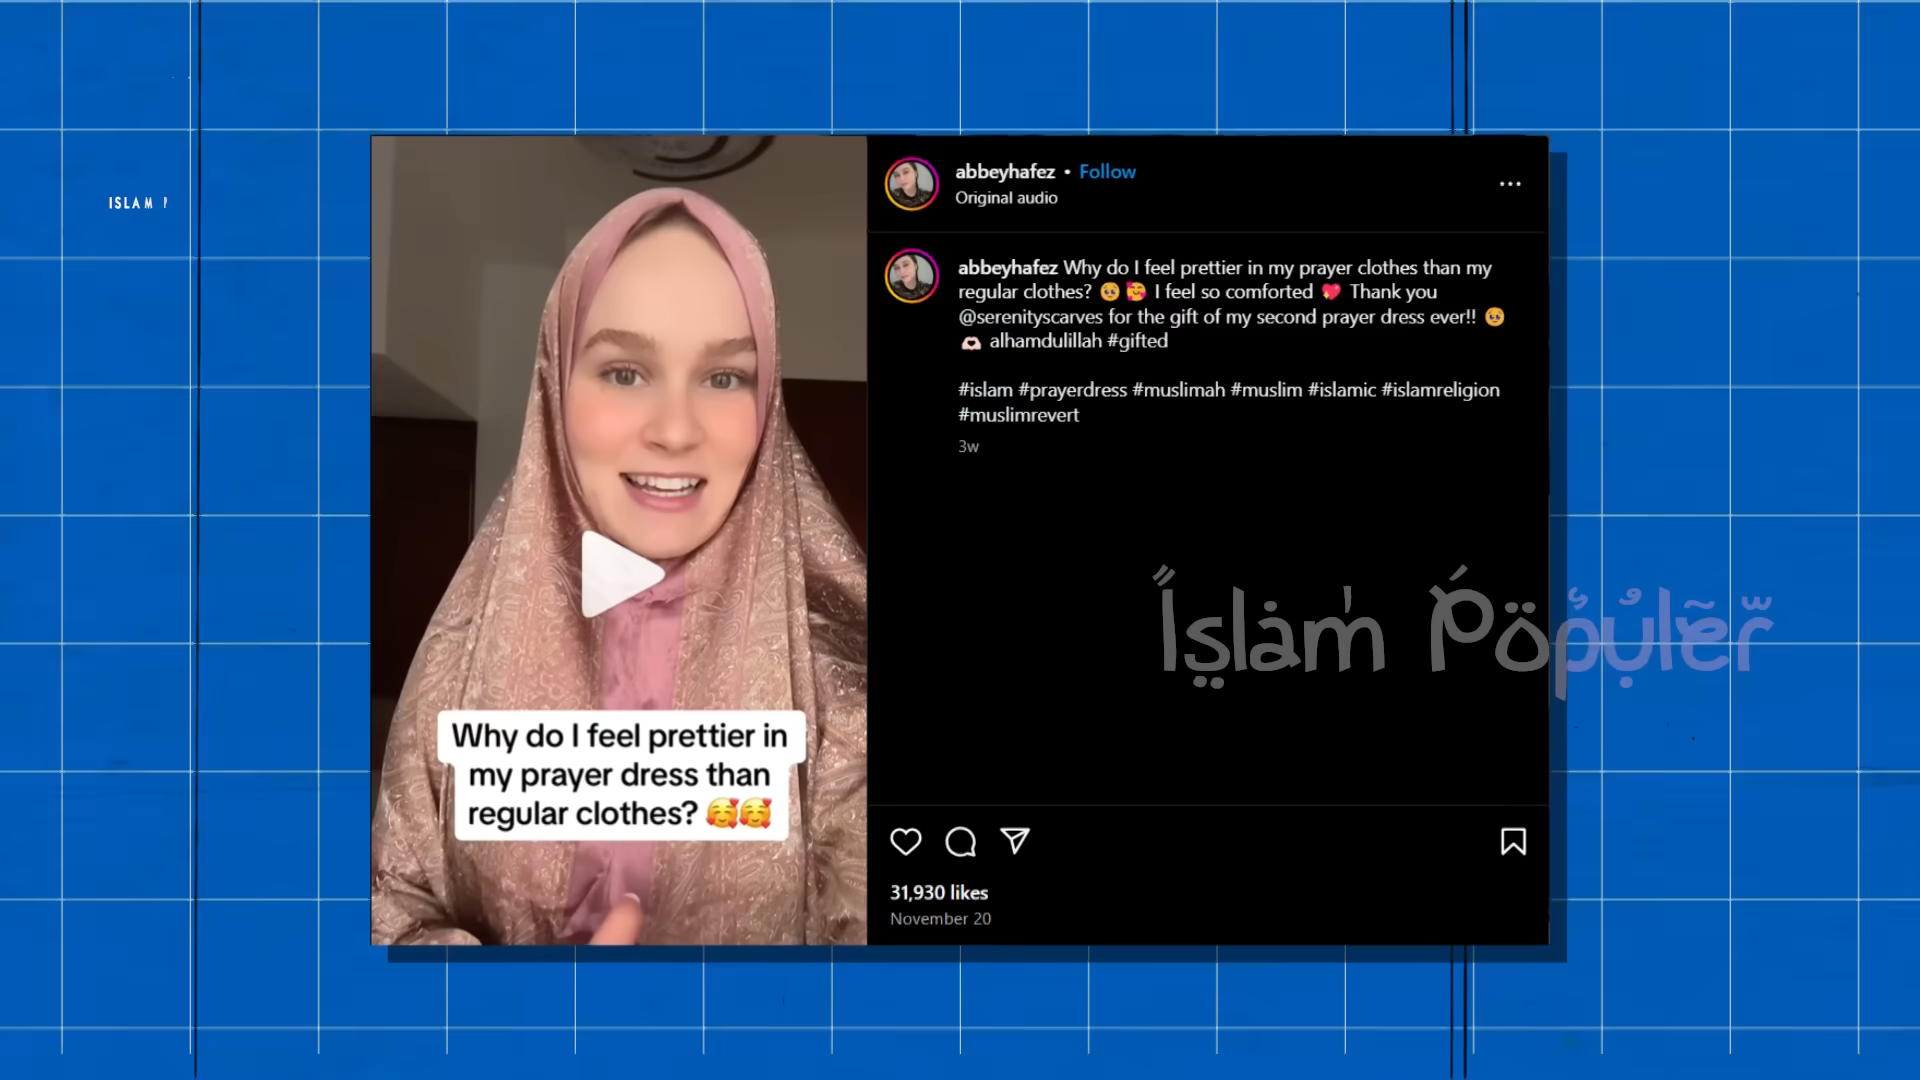 ISLAM P
abbeyhafez • Follow
Original audio
abbeyhafez Why do I feel prettier in my prayer clothes than my
regular clothes? 🥹 🥰 I feel so comforted 💖 Thank you
@serenityscarves for the gift of my second prayer dress ever!! 🥹
🫶🏻 alhamdulillah #gifted
#islam #prayerdress #muslimah #muslim #islamic #islamreligion
#muslimrevert
3w
Why do I feel prettier in
my prayer dress than
regular clothes? 🥰🥰
Islam Populer
31,930 likes
November 20